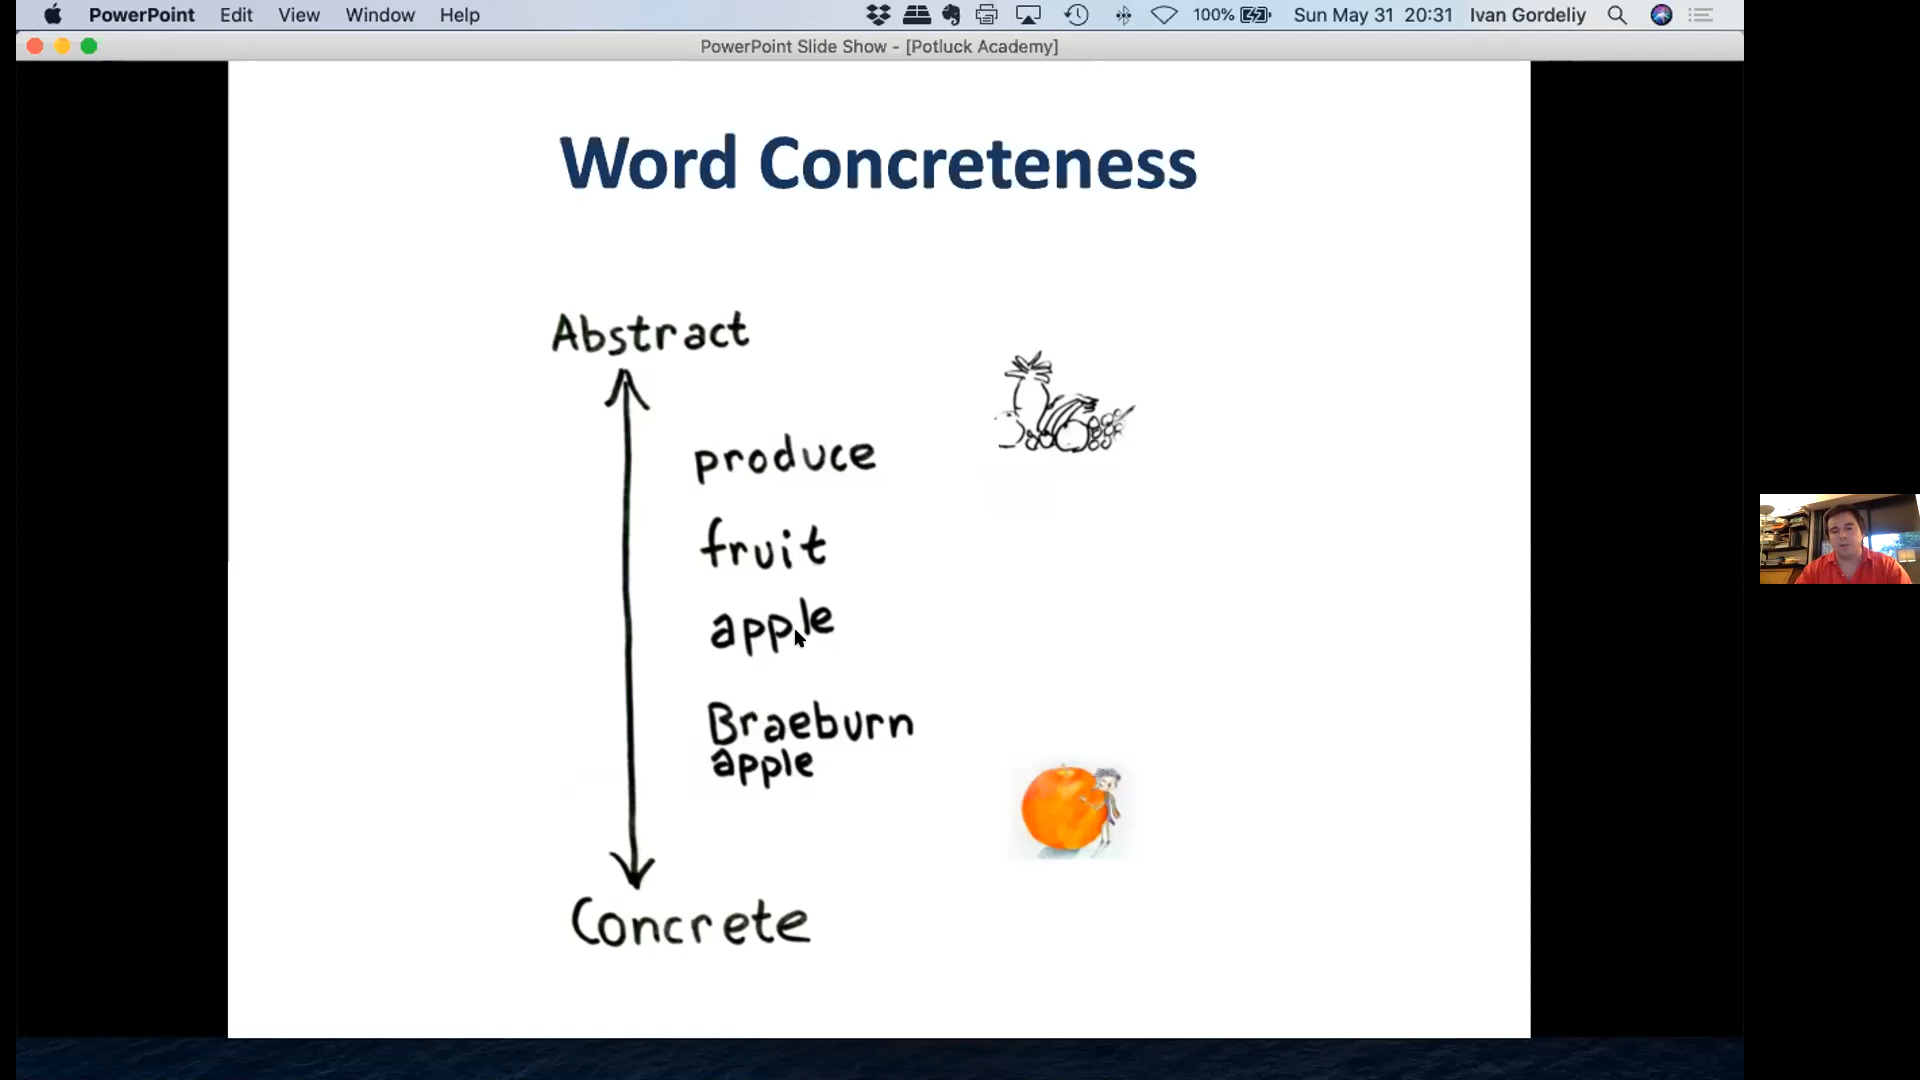 PowerPoint Edit View Window Help 100% Sun May 31 20:31 Ivan Gordeliy
PowerPoint Slide Show - [Potluck Academy]
Word Concreteness
Abstract
produce
fruit
apple
Braeburn
apple
Concrete